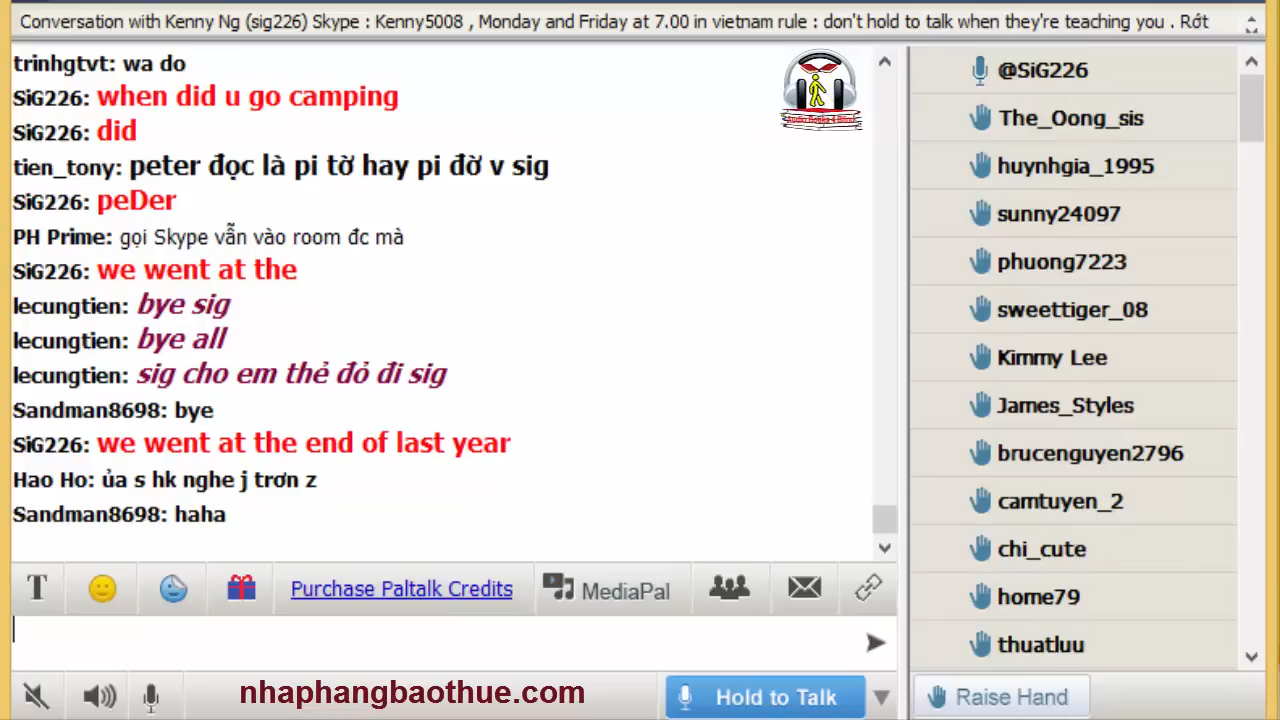 Conversation with Kenny Ng (sig226) Skype : Kenny5008 , Monday and Friday at 7.00 in vietnam rule : don't hold to talk when they're teaching you . Rớt
trinhgtvt: wa do
SiG226: when did u go camping
SiG226: did
tien_tony: peter đọc là pi tờ hay pi đờ v sig
SiG226: peDer
PH Prime: gọi Skype vẫn vào room đc mà
SiG226: we went at the
lecungtien: bye sig
lecungtien: bye all
lecungtien: sig cho em thẻ đỏ đi sig
Sandman8698: bye
SiG226: we went at the end of last year
Hao Ho: ủa s hk nghe j trơn z
Sandman8698: haha
@SiG226
The_Oong_sis
huynhgia_1995
sunny24097
phuong7223
sweettiger_08
Kimmy Lee
James_Styles
brucenguyen2796
camtuyen_2
chi_cute
home79
thuatluu
T
Purchase Paltalk Credits
MediaPal
nhaphangbaothue.com
Hold to Talk
Raise Hand